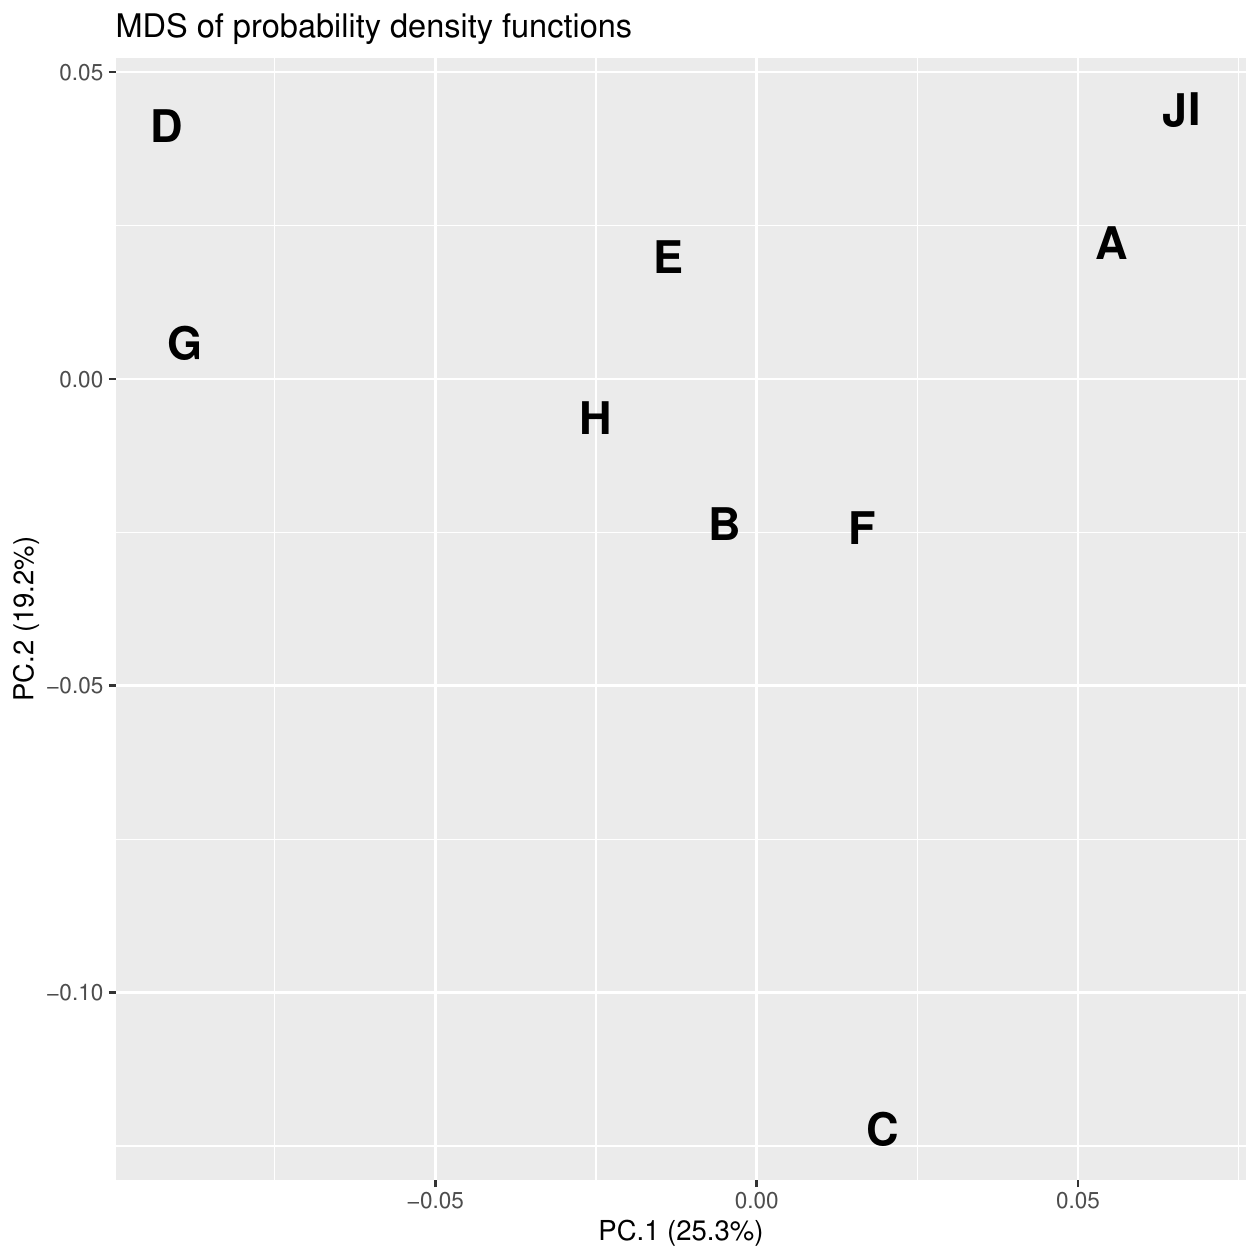 MDS of probability density functions
0.05
D
JI
A
E
G
0.00
H
B
F
PC.2 (19.2%)
−0.05
−0.10
C
−0.05
0.00
0.05
PC.1 (25.3%)